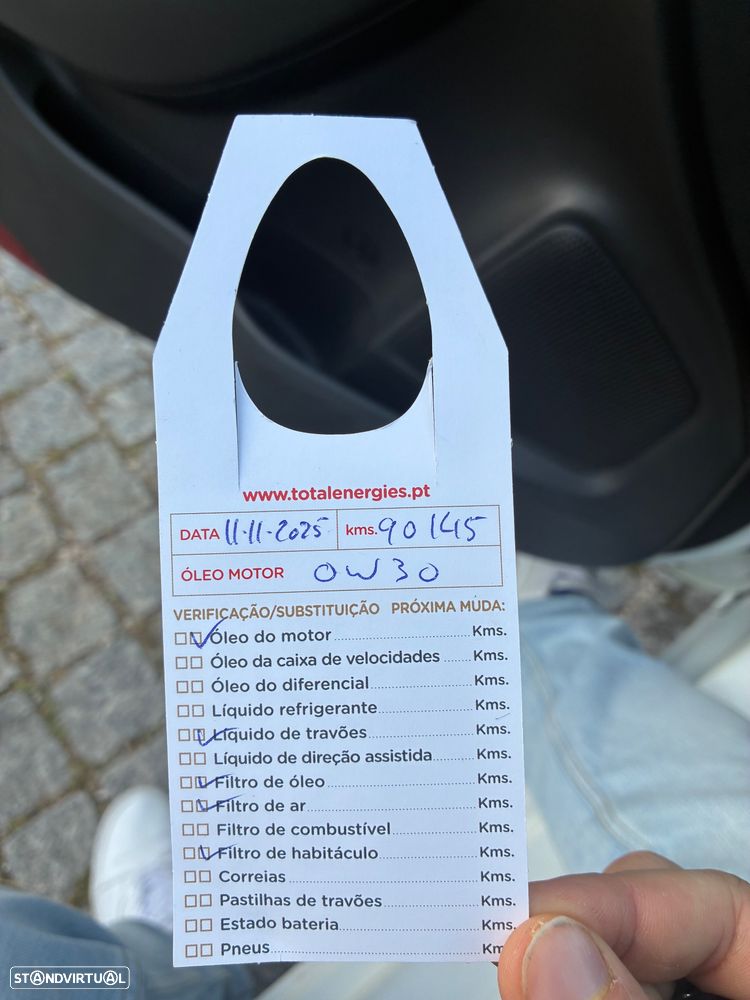 www.totalenergies.pt
DATA 11-11-2025 kms. 90145
ÓLEO MOTOR 0W30
VERIFICAÇÃO/SUBSTITUIÇÃO PRÓXIMA MUDA:
Óleo do motor Kms.
Óleo da caixa de velocidades Kms.
Óleo do diferencial Kms.
Líquido refrigerante Kms.
Líquido de travões Kms.
Líquido de direção assistida Kms.
Filtro de óleo Kms.
Filtro de ar Kms.
Filtro de combustível Kms.
Filtro de habitáculo Kms.
Correias Kms.
Pastilhas de travões Kms.
Estado bateria Kms.
Pneus Km
STANDVIRTUAL